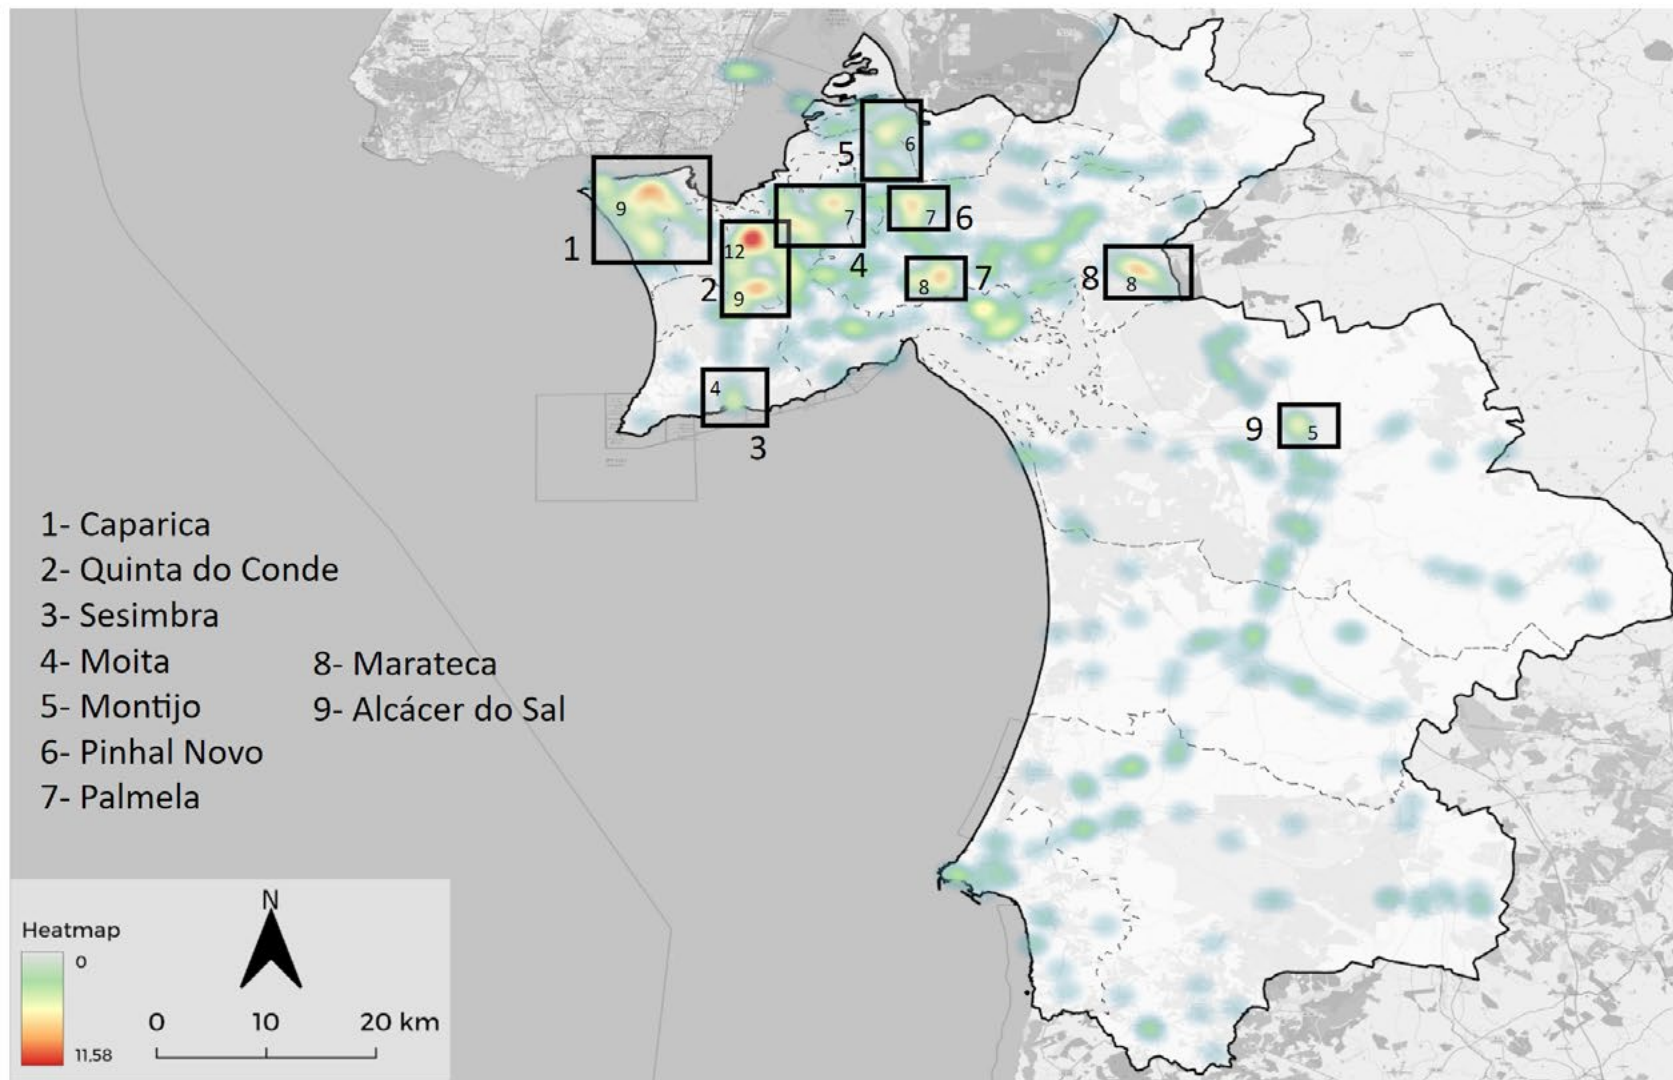 5
6
9
7
7
6
1
12
4
2
9
8
7
8
8
4
3
9
5
1- Caparica
2- Quinta do Conde
3- Sesimbra
4- Moita
5- Montijo
6- Pinhal Novo
7- Palmela
8- Marateca
9- Alcácer do Sal
Heatmap
0
11,58
N
0 10 20 km